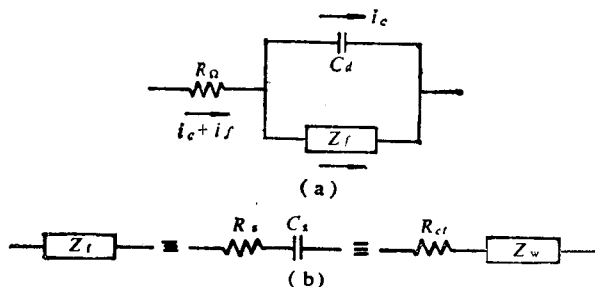 i_c
C_d
R_Ω
i_c + i_f
Z_f
(a)
Z_f ≡ R_s C_s ≡ R_ct Z_w
(b)